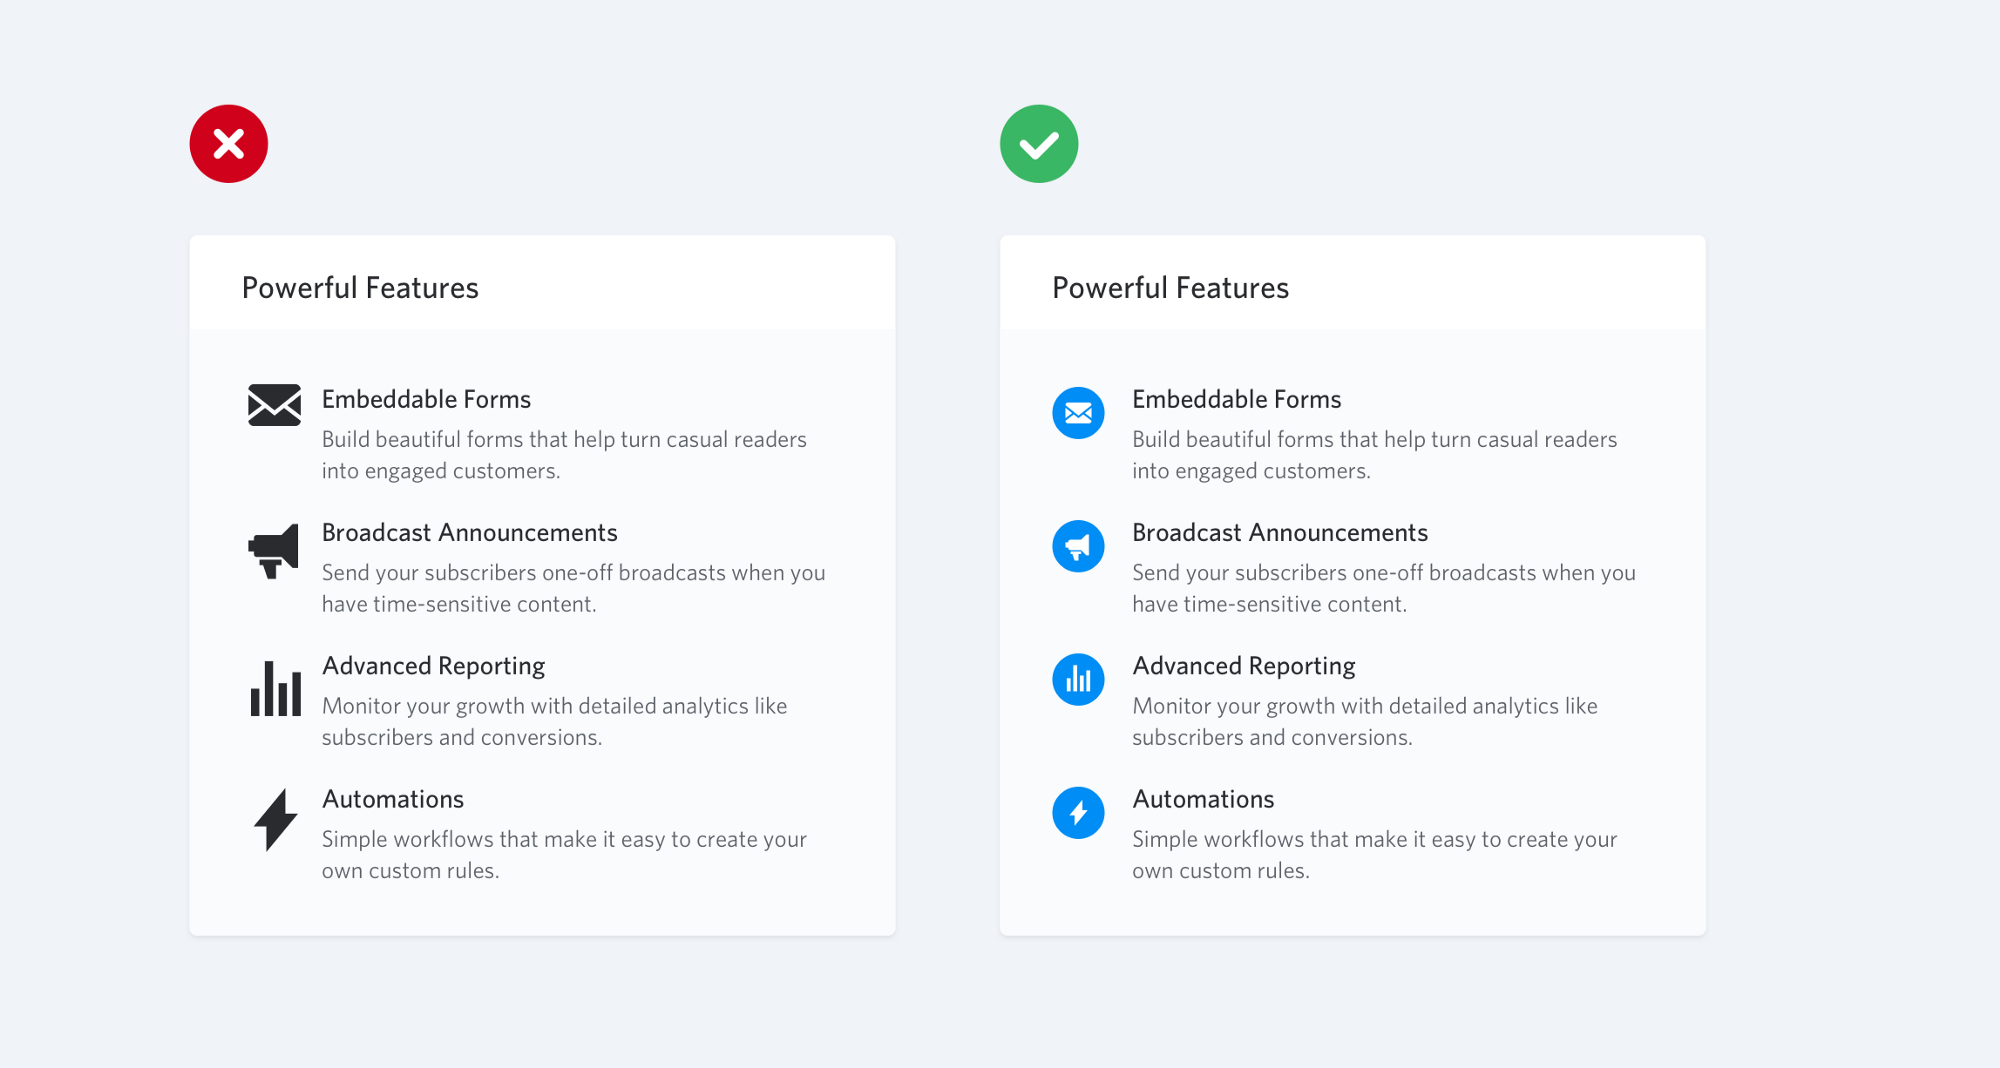 Powerful Features
Embeddable Forms
Build beautiful forms that help turn casual readers
into engaged customers.
Broadcast Announcements
Send your subscribers one-off broadcasts when you
have time-sensitive content.
Advanced Reporting
Monitor your growth with detailed analytics like
subscribers and conversions.
Automations
Simple workflows that make it easy to create your
own custom rules.
Powerful Features
Embeddable Forms
Build beautiful forms that help turn casual readers
into engaged customers.
Broadcast Announcements
Send your subscribers one-off broadcasts when you
have time-sensitive content.
Advanced Reporting
Monitor your growth with detailed analytics like
subscribers and conversions.
Automations
Simple workflows that make it easy to create your
own custom rules.